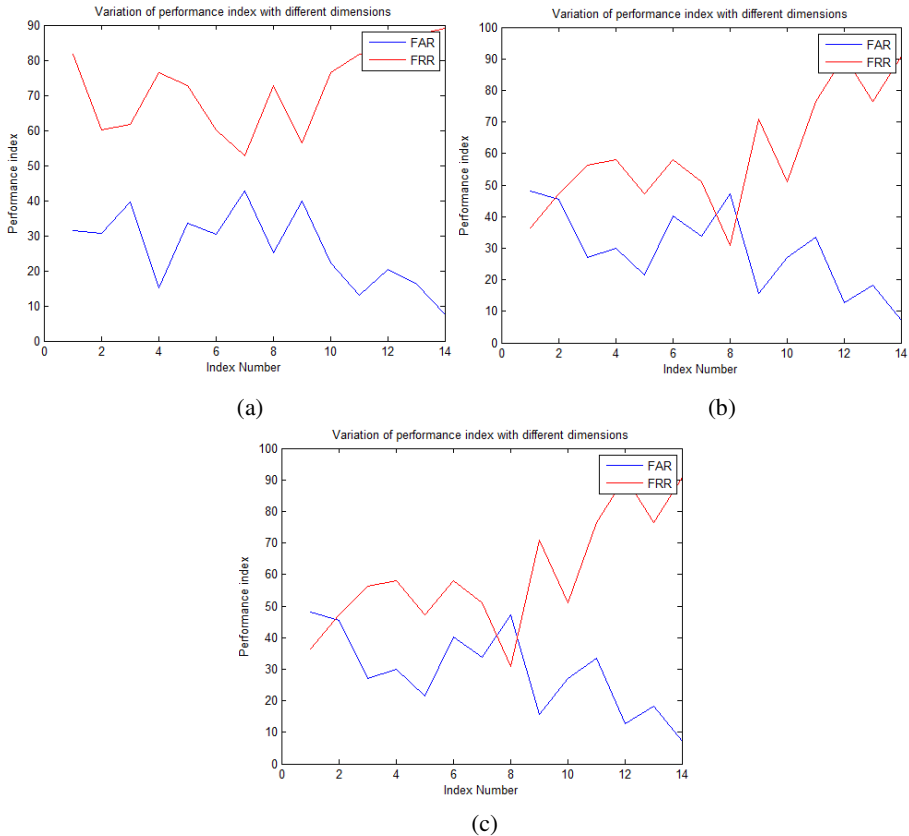 Variation of performance index with different dimensions
90
80
70
60
50
40
30
20
10
0
Performance index
FAR
FRR
0 2 4 6 8 10 12 14
Index Number
(a)
Variation of performance index with different dimensions
100
90
80
70
60
50
40
30
20
10
0
Performance index
FAR
FRR
0 2 4 6 8 10 12 14
Index Number
(b)
Variation of performance index with different dimensions
100
90
80
70
60
50
40
30
20
10
0
Performance index
FAR
FRR
0 2 4 6 8 10 12 14
Index Number
(c)